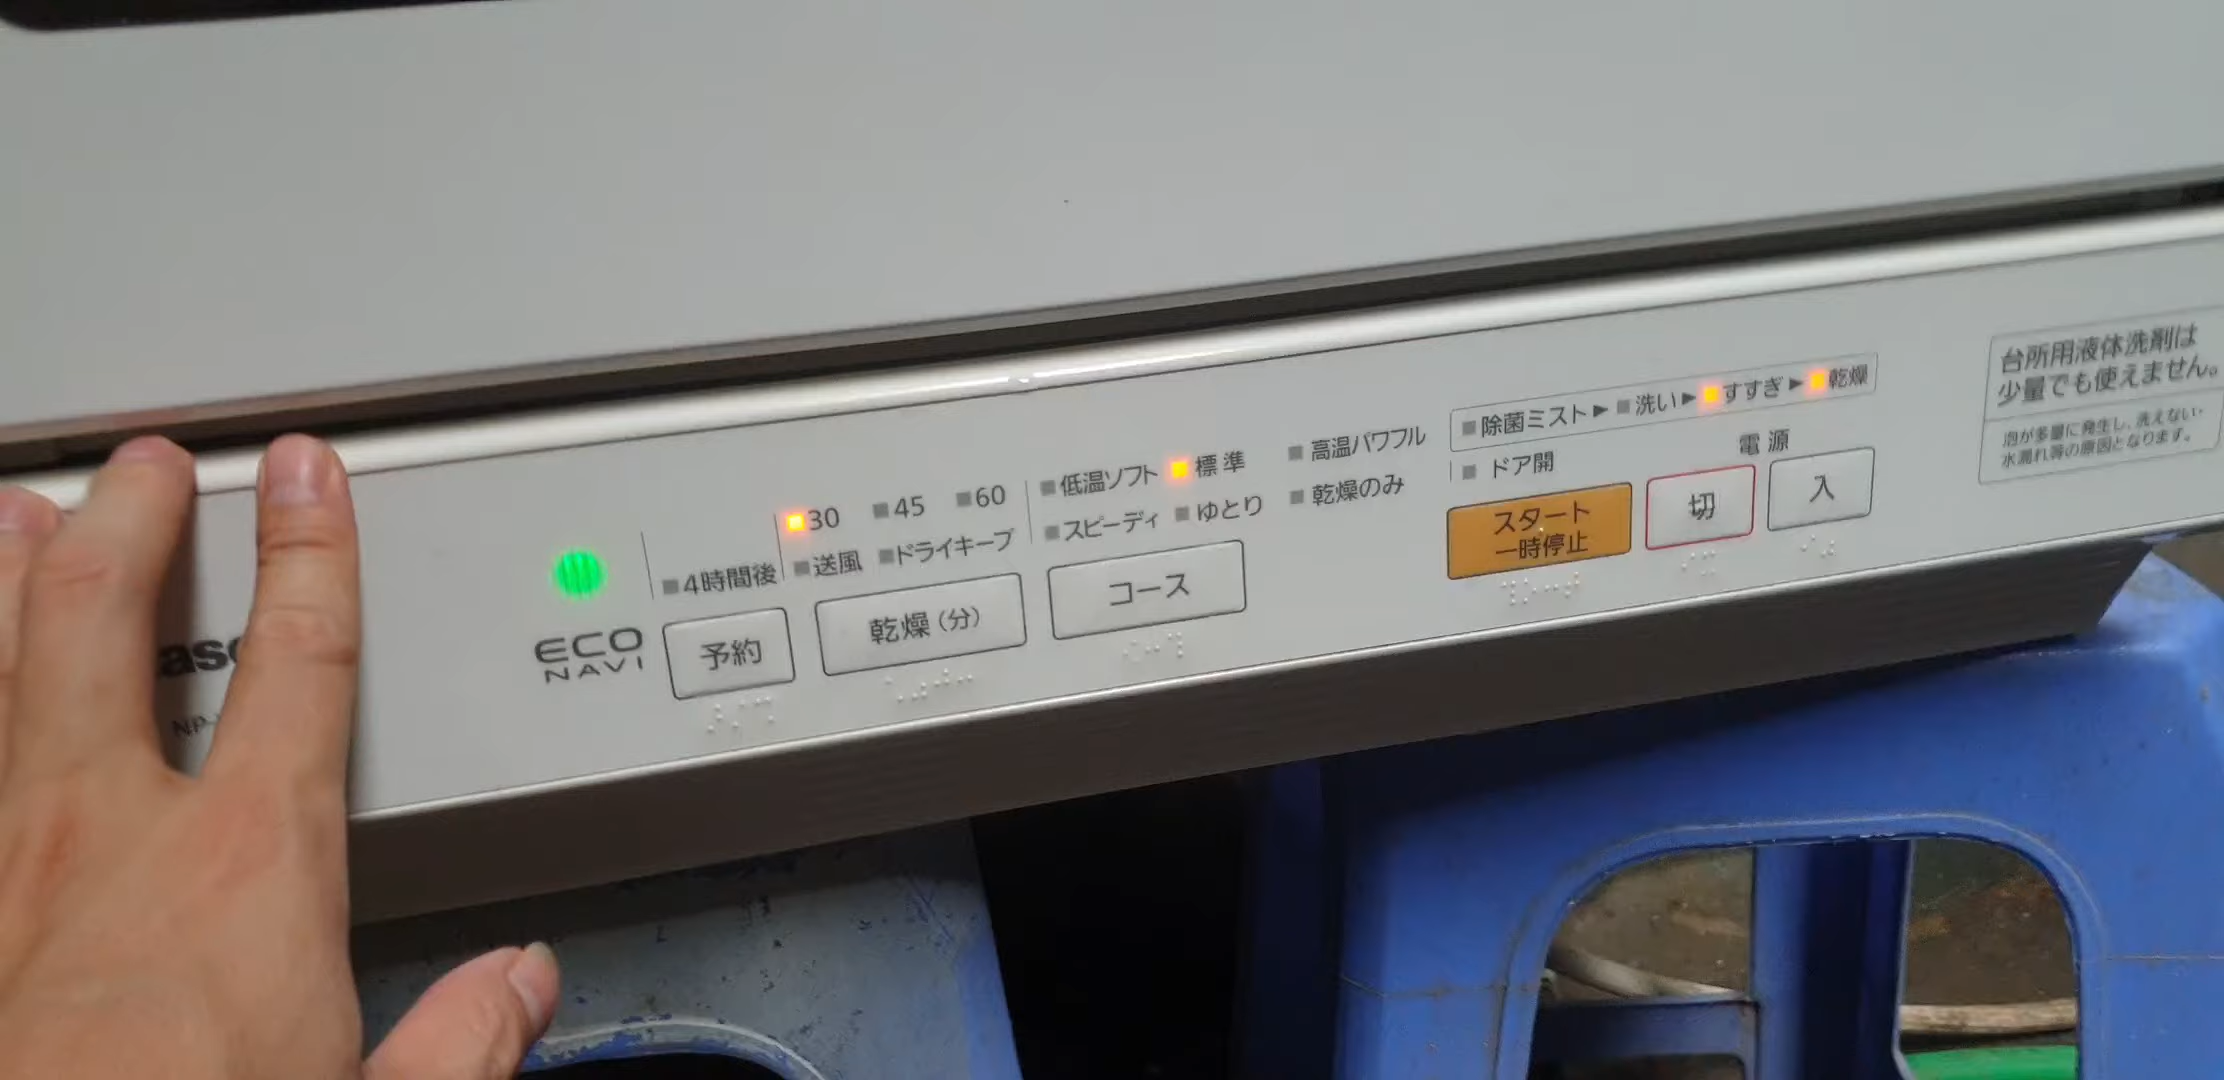 ECO
NAVI
4時間後
予約
30 45 60
送風 ドライキープ
乾燥(分)
低温ソフト 標準 高温パワフル
スピーディ ゆとり 乾燥のみ
コース
除菌ミスト▶ 洗い▶ すすぎ▶ 乾燥
ドア開
電源
スタート
一時停止
切
入
台所用液体洗剤は
少量でも使えません。
泡が多量に発生し、洗えない・
水漏れ等の原因となります。